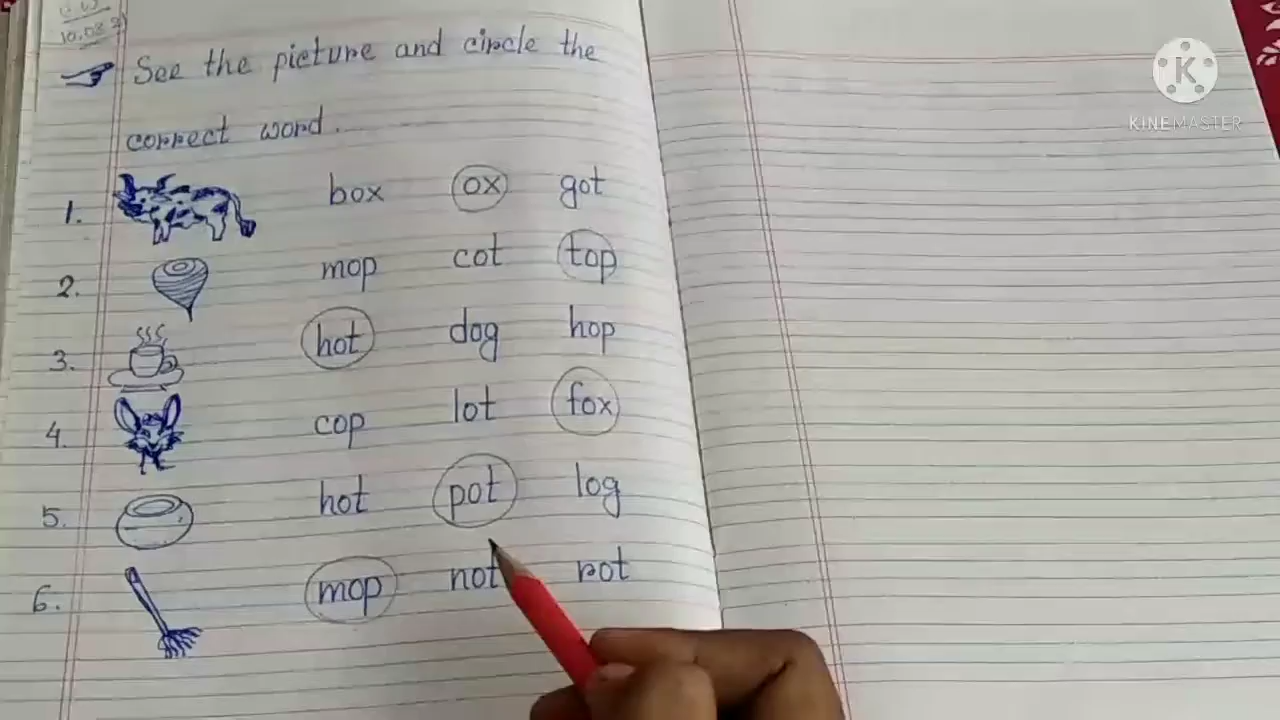 C.W
See the picture and circle the
correct word.
1. box ox got
2. mop cot top
3. hot dog hop
4. cop lot fox
5. hot pot log
6. mop not rot
K
KINEMASTER